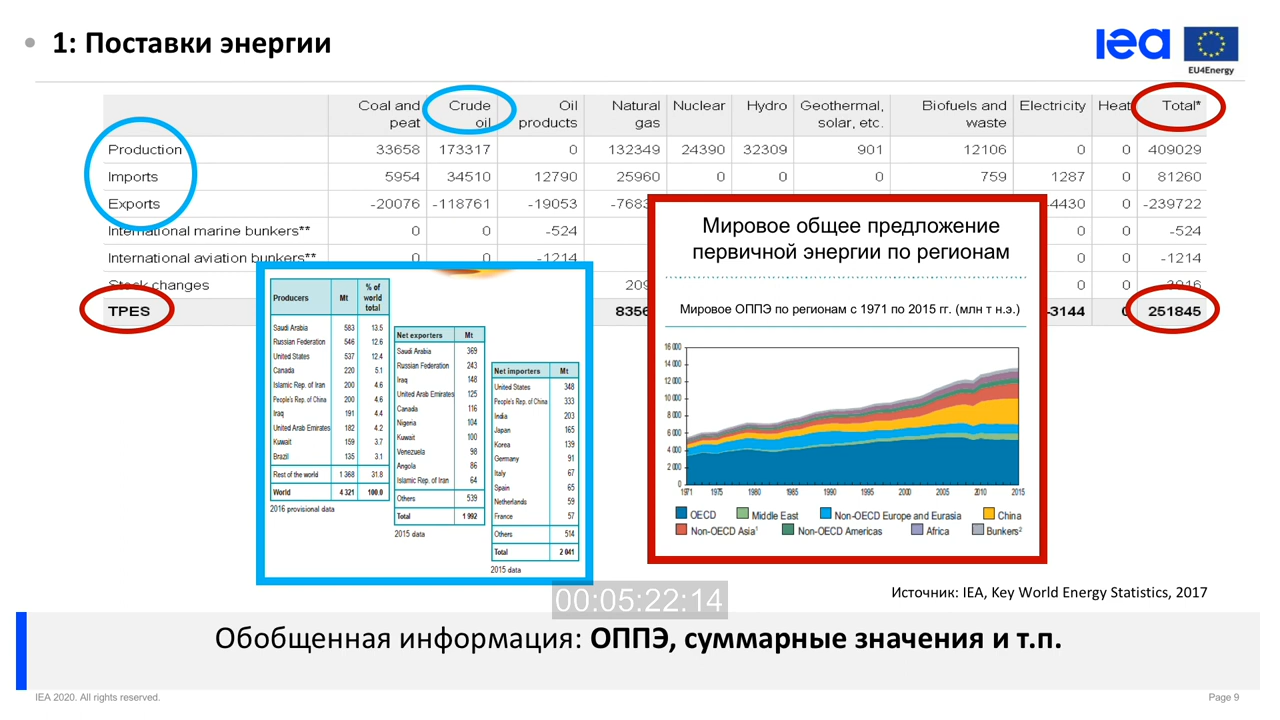 1: Поставки энергии
iea
EU4Energy
Coal and peat Crude oil Oil products Natural gas Nuclear Hydro Geothermal, solar, etc. Biofuels and waste Electricity Heat Total*
Production 33658 173317 0 132349 24390 32309 901 12106 0 0 409029
Imports 5954 34510 12790 25960 0 0 0 759 1287 0 81260
Exports -20076 -118761 -19053 -4430 0 -239722
International marine bunkers** 0 0 -524 0 0 -524
International aviation bunkers** 0 0 -1214 0 0 -1214
Stock changes 0 0
TPES -3144 0 251845
Producers Mt % of world total
Saudi Arabia 583 13.5
Russian Federation 546 12.6
United States 537 12.4
Canada 220 5.1
Islamic Rep. of Iran 200 4.6
People's Rep. of China 200 4.6
Iraq 191 4.4
United Arab Emirates 182 4.2
Kuwait 159 3.7
Brazil 135 3.1
Rest of the world 1 368 31.8
World 4 321 100.0
2016 provisional data
Net exporters Mt
Saudi Arabia 369
Russian Federation 243
Iraq 148
United Arab Emirates 125
Canada 116
Nigeria 104
Kuwait 100
Venezuela 98
Angola 86
Islamic Rep. of Iran 64
Others 539
Total 1 992
2015 data
Net importers Mt
United States 348
People's Rep. of China 333
India 203
Japan 165
Korea 139
Germany 91
Italy 67
Spain 65
Netherlands 59
France 57
Others 514
Total 2 041
2015 data
Мировое общее предложение
первичной энергии по регионам
Мировое ОППЭ по регионам с 1971 по 2015 гг. (млн т н.э.)
16 000
14 000
12 000
10 000
8 000
6 000
4 000
2 000
0
1971 1975 1980 1985 1990 1995 2000 2005 2010 2015
OECD Middle East Non-OECD Europe and Eurasia China
Non-OECD Asia¹ Non-OECD Americas Africa Bunkers²
Источник: IEA, Key World Energy Statistics, 2017
00:05:22:14
Обобщенная информация: ОППЭ, суммарные значения и т.п.
IEA 2020. All rights reserved.
Page 9